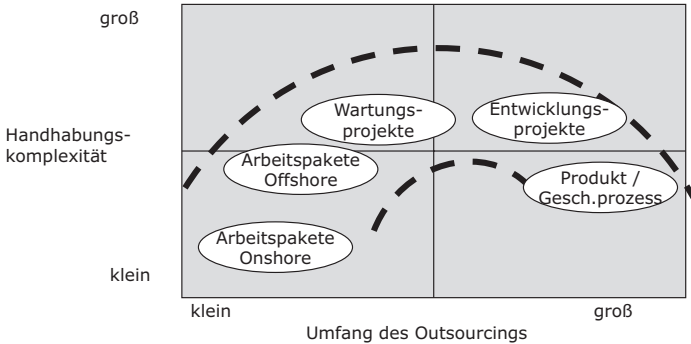 groß
Handhabungs-
komplexität
klein
Wartungs-
projekte
Entwicklungs-
projekte
Arbeitspakete
Offshore
Produkt /
Gesch.prozess
Arbeitspakete
Onshore
klein
groß
Umfang des Outsourcings